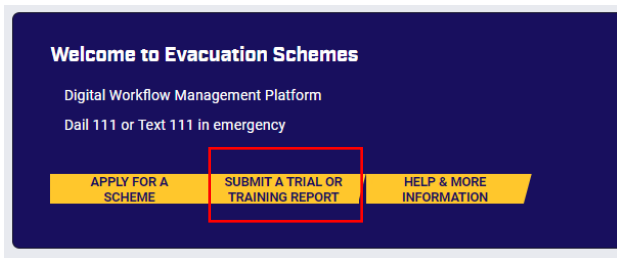 Welcome to Evacuation Schemes
Digital Workflow Management Platform
Dail 111 or Text 111 in emergency
APPLY FOR A
SCHEME
SUBMIT A TRIAL OR
TRAINING REPORT
HELP & MORE
INFORMATION